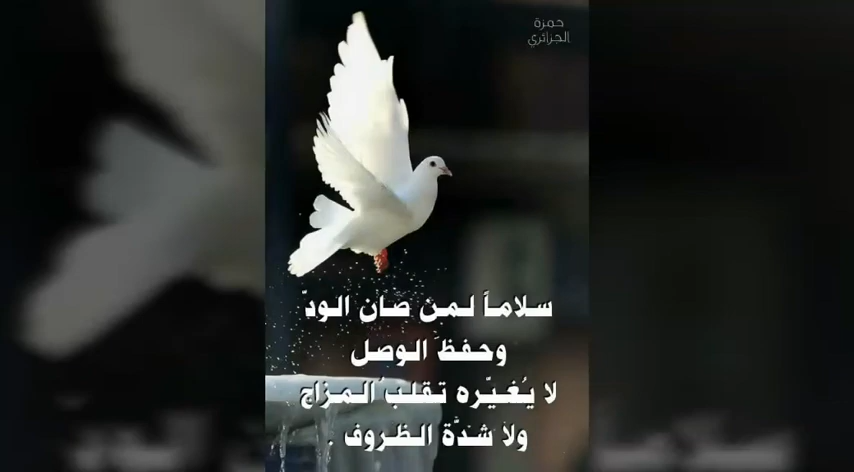 حمزة
الجزائري
سلاماً لمن صان الودّ
وحفظَ الوصل
لا يُغيّره تقلبُ المزاج
ولا شدَّة الظروف .